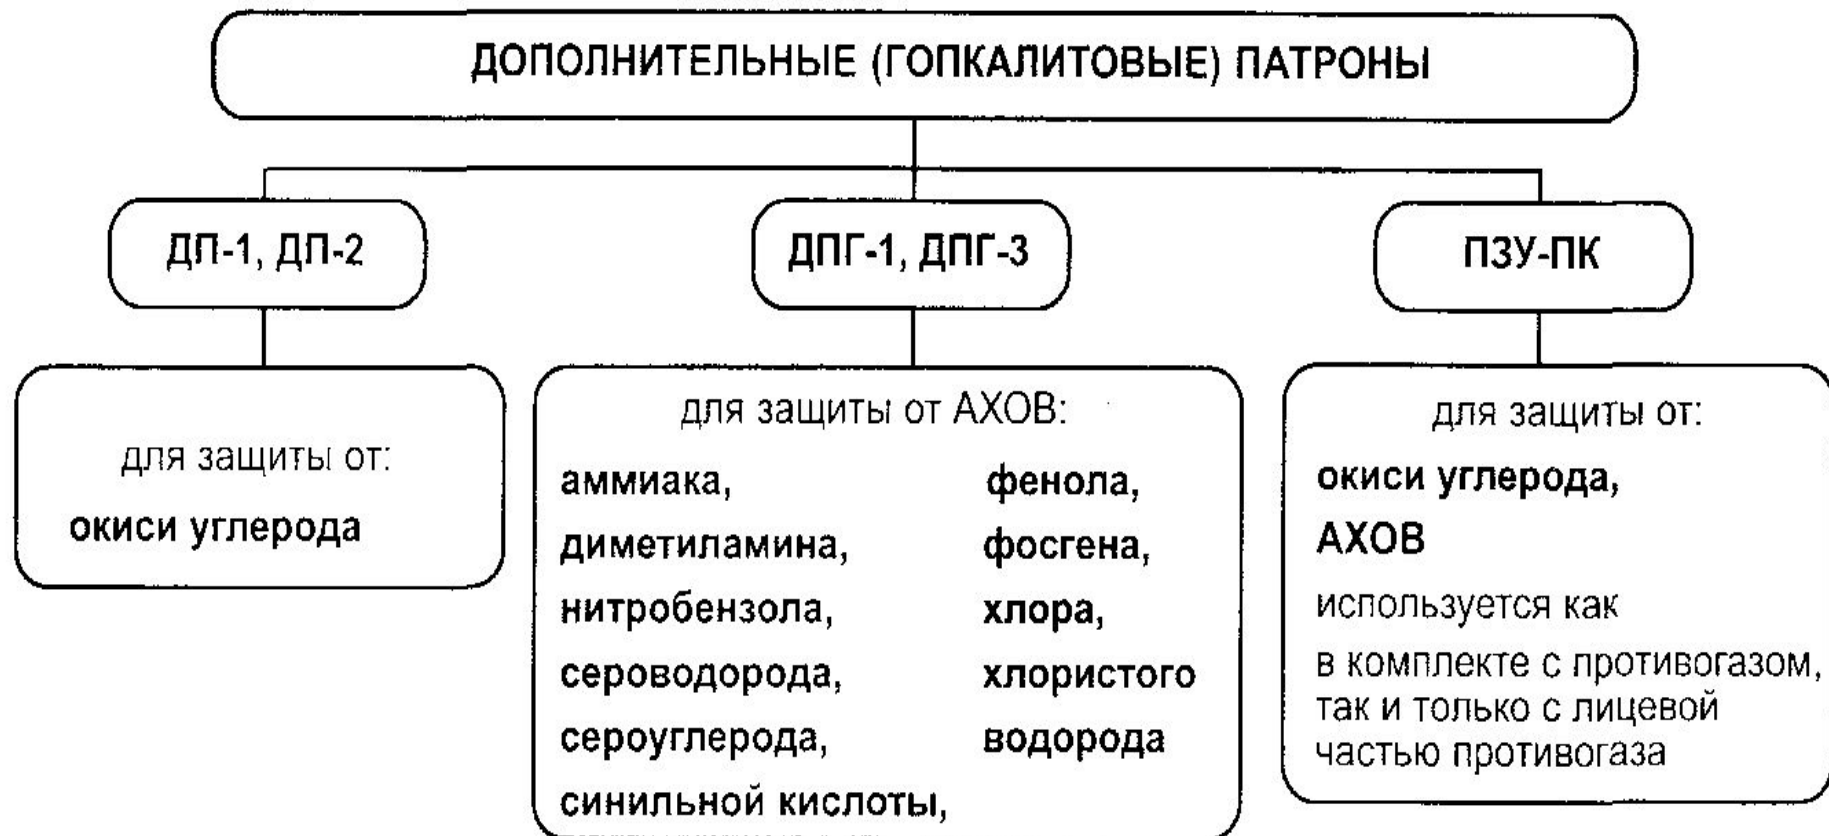 ДОПОЛНИТЕЛЬНЫЕ (ГОПКАЛИТОВЫЕ) ПАТРОНЫ
ДП-1, ДП-2
ДПГ-1, ДПГ-3
ПЗУ-ПК
для защиты от:
окиси углерода
для защиты от АХОВ:
аммиака,
диметиламина,
нитробензола,
сероводорода,
сероуглерода,
синильной кислоты,
фенола,
фосгена,
хлора,
хлористого
водорода
для защиты от:
окиси углерода,
АХОВ
используется как
в комплекте с противогазом,
так и только с лицевой
частью противогаза